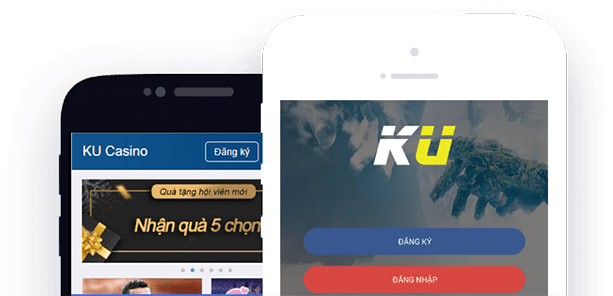 KU Casino
Đăng ký
Quà tặng hội viên mới
Nhận quà 5 chọn
KU
ĐĂNG KÝ
ĐĂNG NHẬP